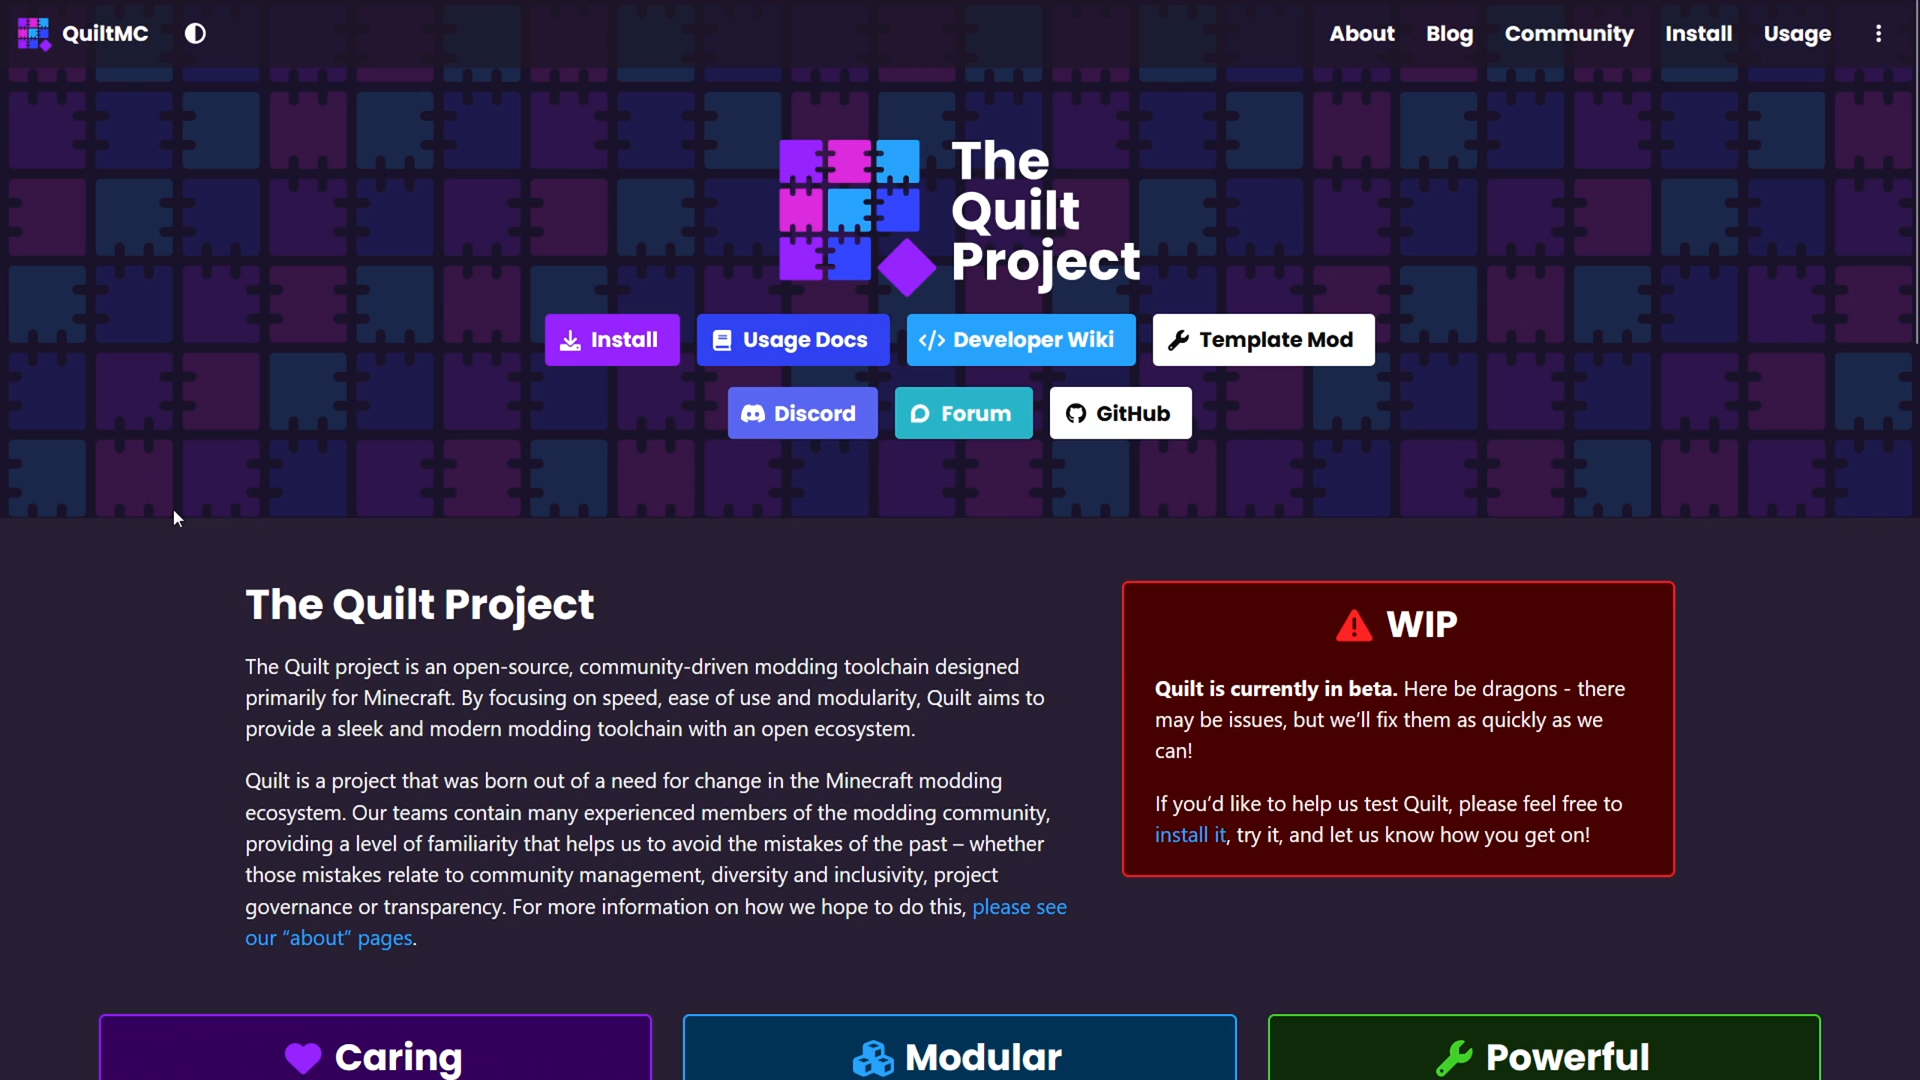 QuiltMC
About
Blog
Community
Install
Usage
The
Quilt
Project
Install
Usage Docs
</> Developer Wiki
Template Mod
Discord
Forum
GitHub
The Quilt Project
The Quilt project is an open-source, community-driven modding toolchain designed
primarily for Minecraft. By focusing on speed, ease of use and modularity, Quilt aims to
provide a sleek and modern modding toolchain with an open ecosystem.
Quilt is a project that was born out of a need for change in the Minecraft modding
ecosystem. Our teams contain many experienced members of the modding community,
providing a level of familiarity that helps us to avoid the mistakes of the past – whether
those mistakes relate to community management, diversity and inclusivity, project
governance or transparency. For more information on how we hope to do this, please see
our “about” pages.
WIP
Quilt is currently in beta. Here be dragons - there
may be issues, but we’ll fix them as quickly as we
can!
If you’d like to help us test Quilt, please feel free to
install it, try it, and let us know how you get on!
Caring
Modular
Powerful